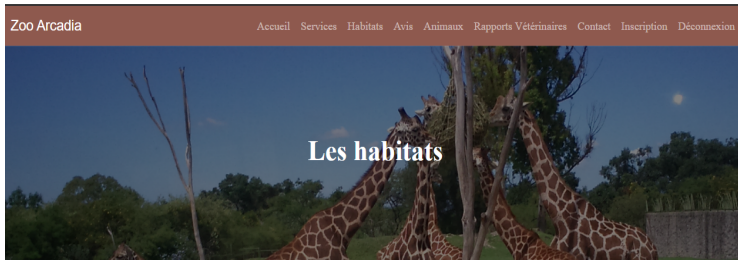 Zoo Arcadia Accueil Services Habitats Avis Animaux Rapports Vétérinaires Contact Inscription Déconnexion
Les habitats